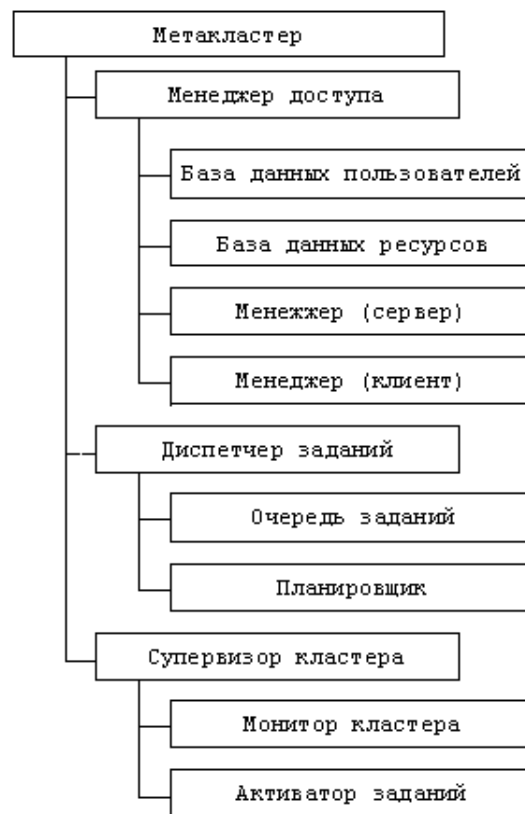 Метакластер
Менеджер доступа
База данных пользователей
База данных ресурсов
Менежжер (сервер)
Менеджер (клиент)
Диспетчер заданий
Очередь заданий
Планировщик
Супервизор кластера
Монитор кластера
Активатор заданий